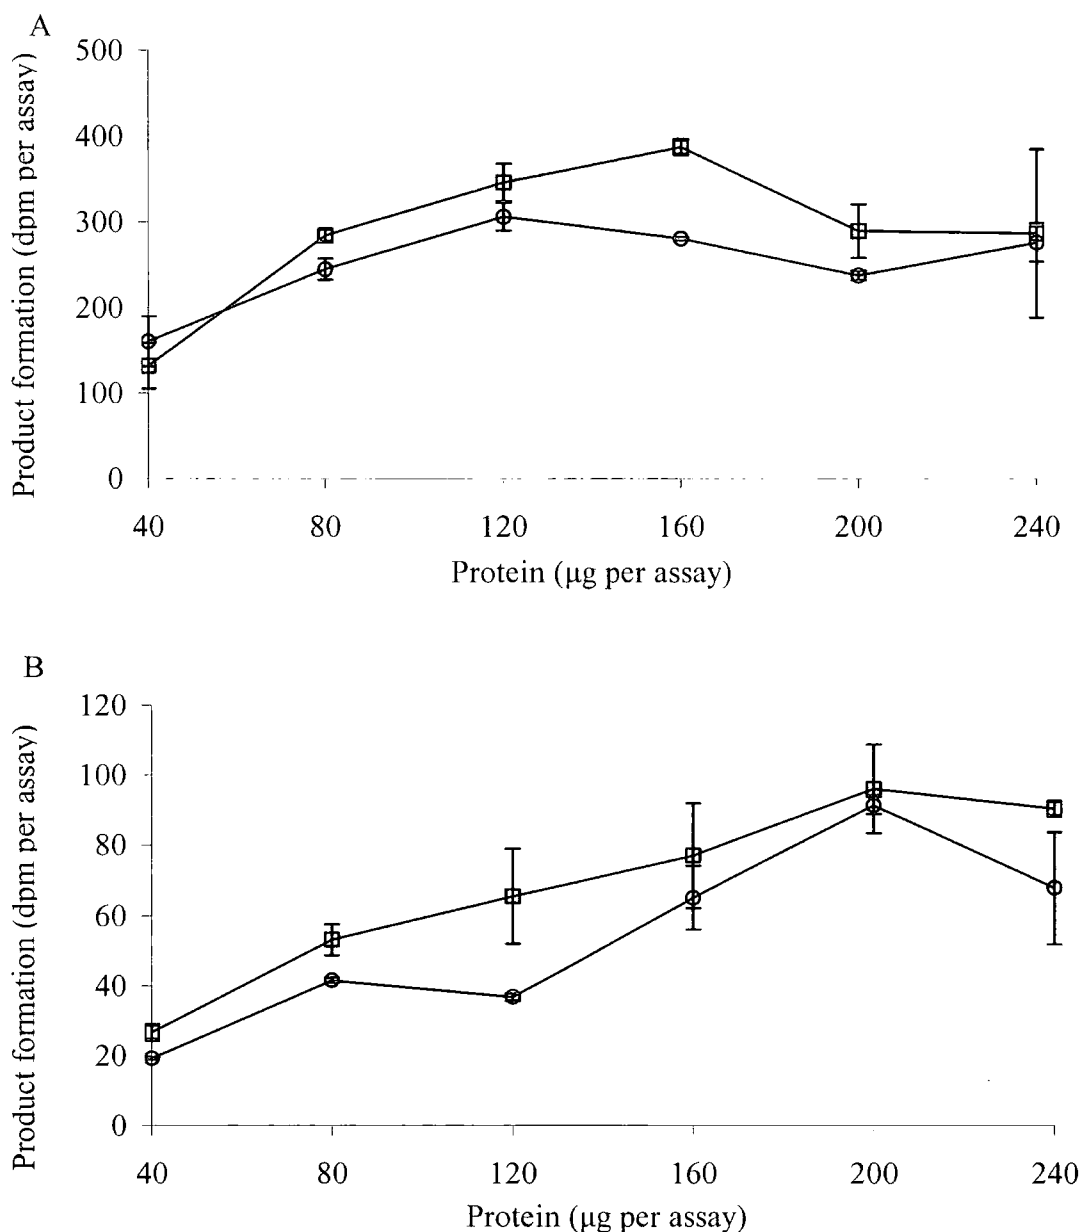 A
Product formation (dpm per assay)
500
400
300
200
100
0
40 80 120 160 200 240
Protein (μg per assay)
B
Product formation (dpm per assay)
120
100
80
60
40
20
0
40 80 120 160 200 240
Protein (μg per assay)